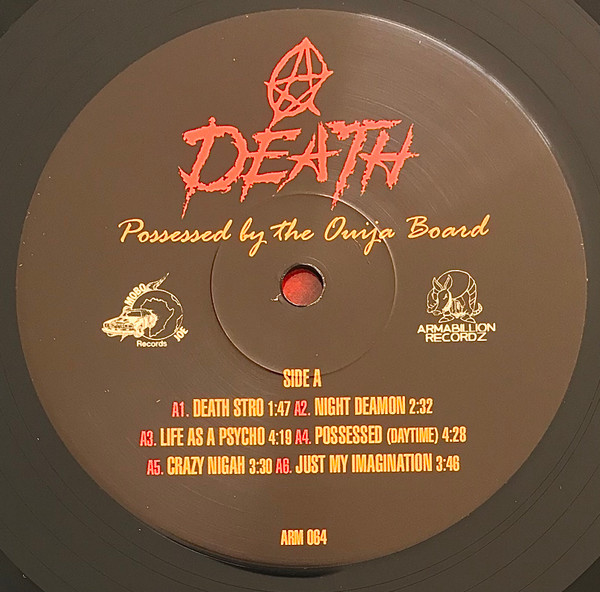 DEATH
Possessed by the Ouija Board
MOBO JOE
Records
ARMABILLION
RECORDZ
SIDE A
A1. DEATH STRO 1:47 A2. NIGHT DEAMON 2:32
A3. LIFE AS A PSYCHO 4:19 A4. POSSESSED (DAYTIME) 4:28
A5. CRAZY NIGAH 3:30 A6. JUST MY IMAGINATION 3:46
ARM 064